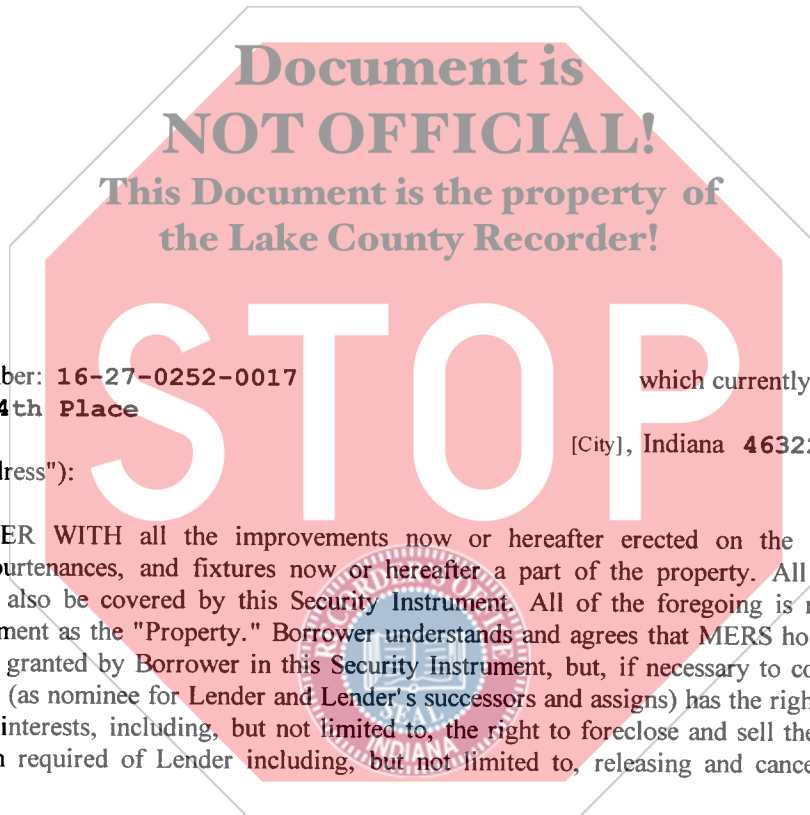 Document is
NOT OFFICIAL!
This Document is the property of
the Lake County Recorder!
STOP
ber: 16-27-0252-0017 which currently
4th Place
[City], Indiana 4632
ress"):
ER WITH all the improvements now or hereafter erected on the
urtenances, and fixtures now or hereafter a part of the property. All
also be covered by this Security Instrument. All of the foregoing is
ment as the "Property." Borrower understands and agrees that MERS ho
granted by Borrower in this Security Instrument, but, if necessary to co
(as nominee for Lender and Lender's successors and assigns) has the righ
interests, including, but not limited to, the right to foreclose and sell the
required of Lender including, but not limited to, releasing and cance
SEAL
INDIANA